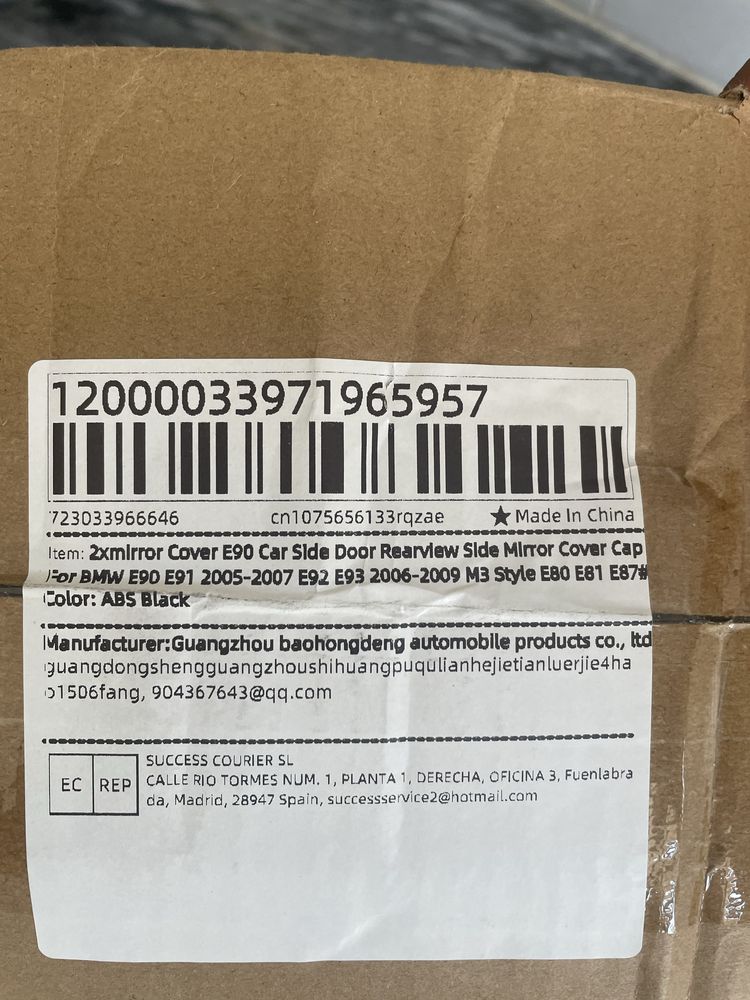 12000033971965957
723033966646 cn1075656133rqzae ★Made In China
Item: 2xmirror Cover E90 Car Side Door Rearview Side Mirror Cover Cap
For BMW E90 E91 2005-2007 E92 E93 2006-2009 M3 Style E80 E81 E87#
Color: ABS Black
Manufacturer:Guangzhou baohongdeng automobile products co., ltd
guangdongshengguangzhoushihuangpuqulianhejietianluerjie4ha
o1506fang, 904367643@qq.com
EC REP
SUCCESS COURIER SL
CALLE RIO TORMES NUM. 1, PLANTA 1, DERECHA, OFICINA 3, Fuenlabra
da, Madrid, 28947 Spain, successservice2@hotmail.com